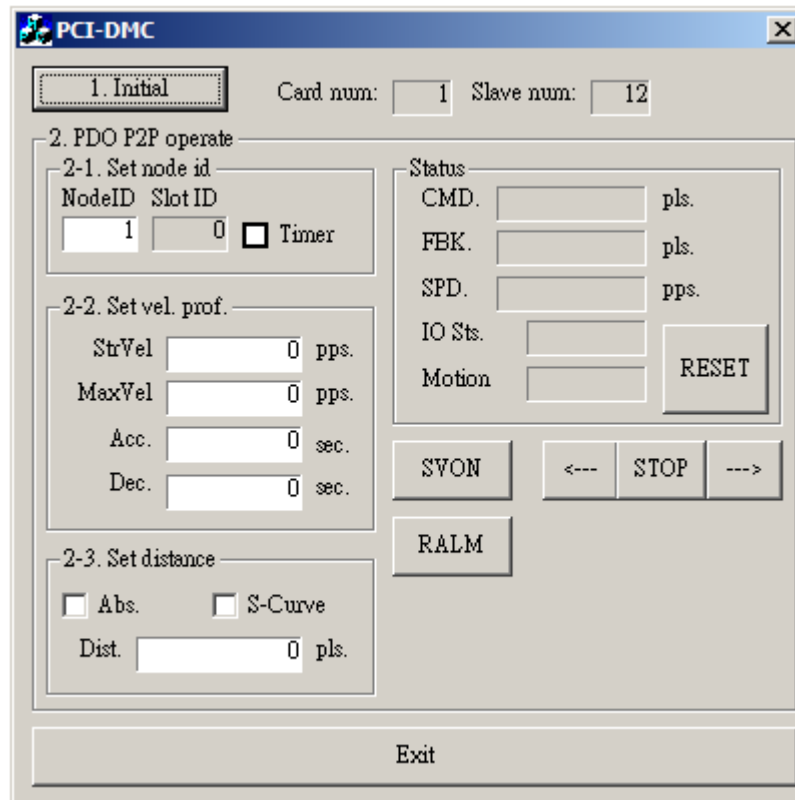 PCI-DMC
1. Initial Card num: 1 Slave num: 12
2. PDO P2P operate
2-1. Set node id
NodeID Slot ID
1 0 Timer
2-2. Set vel. prof.
StrVel 0 pps.
MaxVel 0 pps.
Acc. 0 sec.
Dec. 0 sec.
2-3. Set distance
Abs. S-Curve
Dist. 0 pls.
Status
CMD. pls.
FBK. pls.
SPD. pps.
IO Sts.
Motion
RESET
SVON <--- STOP --->
RALM
Exit